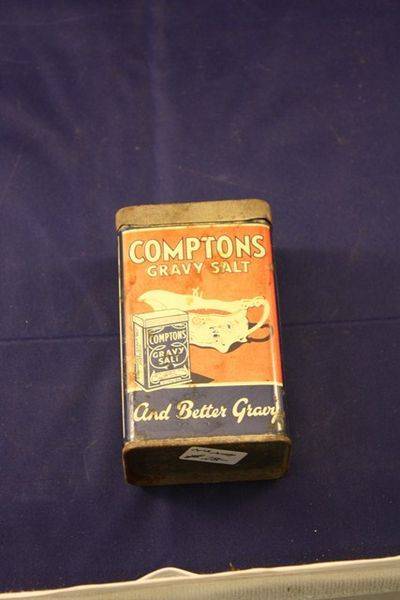 COMPTONS
GRAVY SALT
COMPTONS
GRAVY
SALT
And Better Gravy